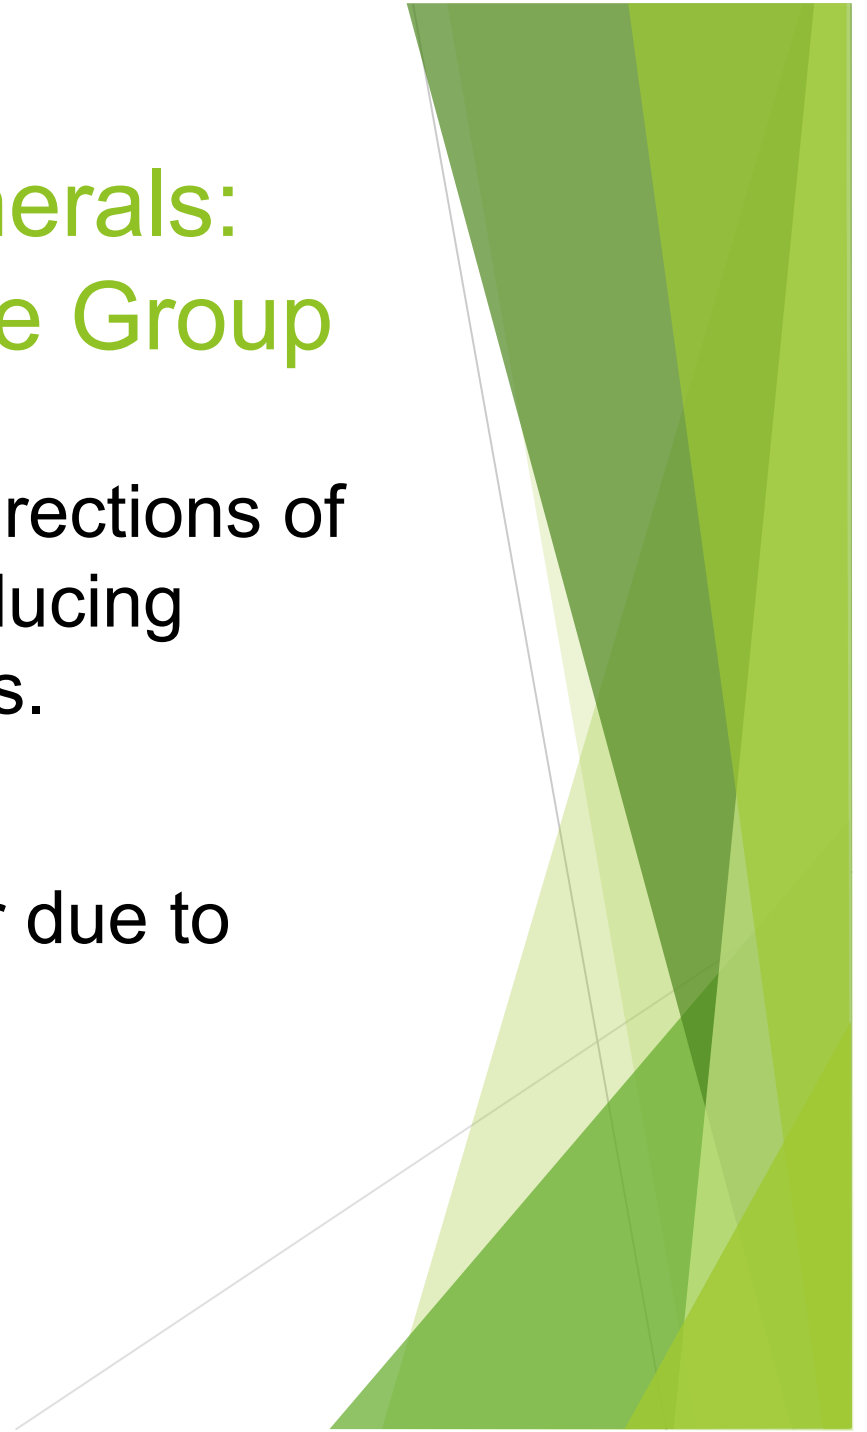 nerals:
e Group
rections of
lucing
s.
r due to